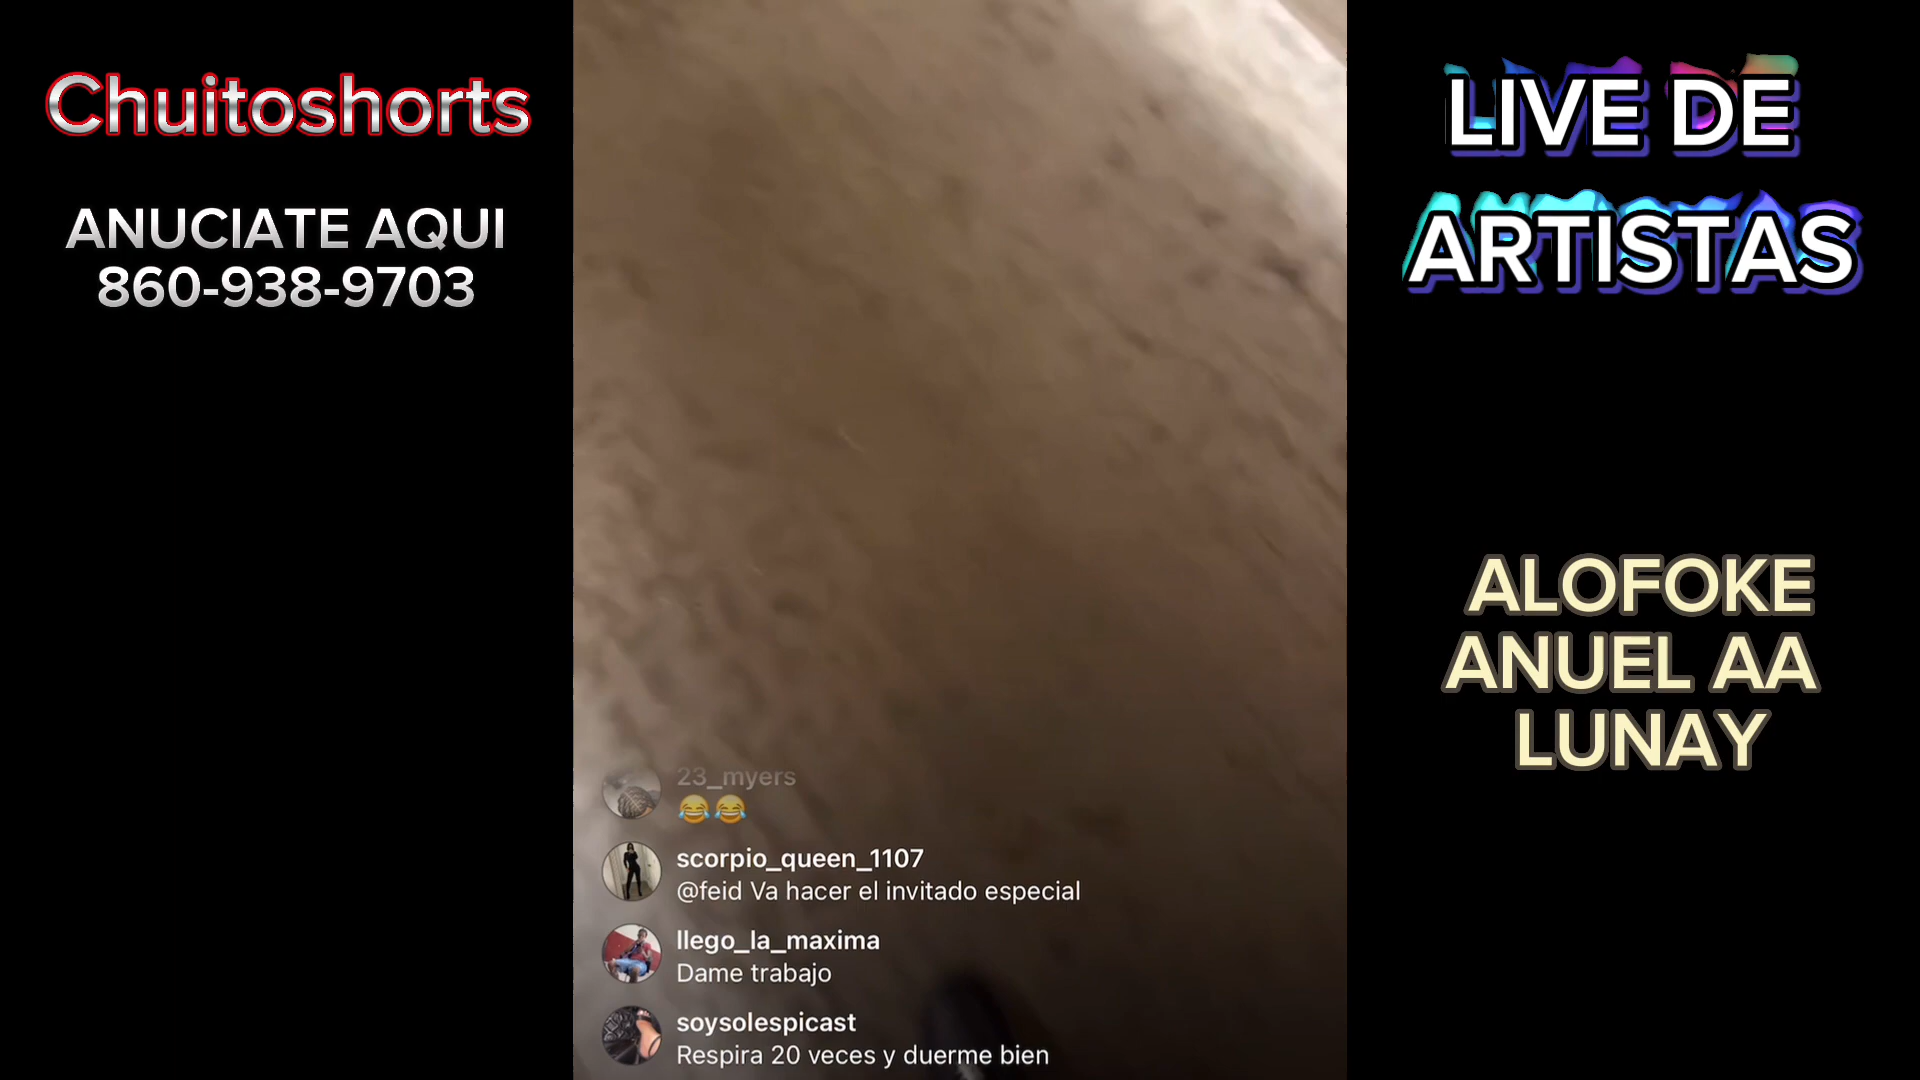 Chuitoshorts
ANUCIATE AQUI
860-938-9703
23_myers
😂😂
scorpio_queen_1107
@feid Va hacer el invitado especial
llego_la_maxima
Dame trabajo
soysolespicast
Respira 20 veces y duerme bien
LIVE DE
ARTISTAS
ALOFOKE
ANUEL AA
LUNAY